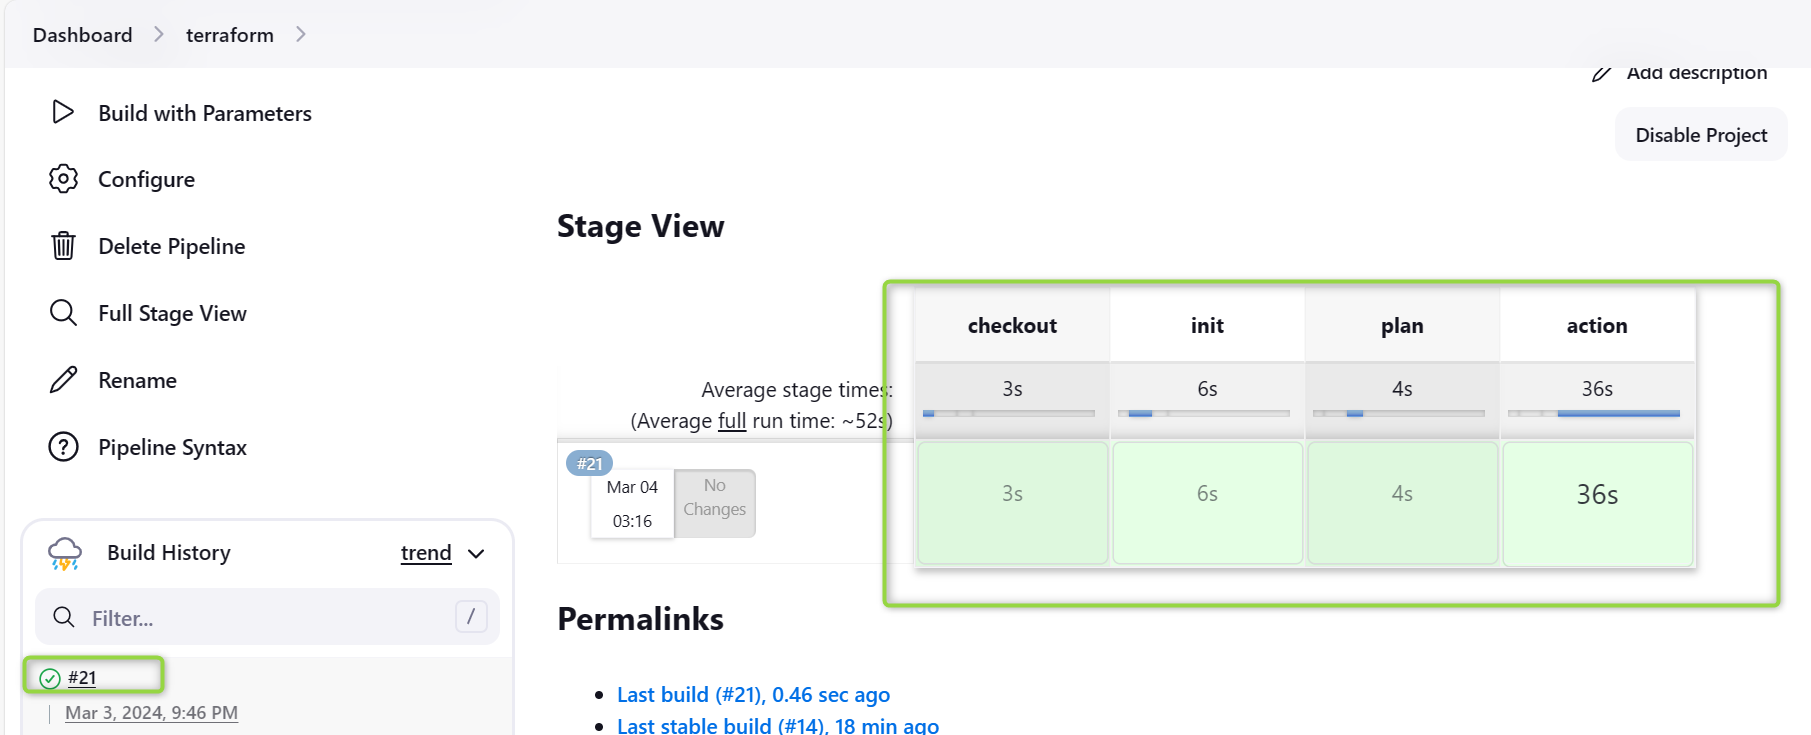 Dashboard
terraform
Add description
Disable Project
Build with Parameters
Configure
Delete Pipeline
Full Stage View
Rename
Pipeline Syntax
Stage View
checkout init plan action
Average stage times:
(Average full run time: ~52s)
3s 6s 4s 36s
#21
Mar 04
03:16
No
Changes
3s 6s 4s 36s
Build History
trend
Filter...
/
#21
Mar 3, 2024, 9:46 PM
Permalinks
Last build (#21), 0.46 sec ago
Last stable build (#14), 18 min ago